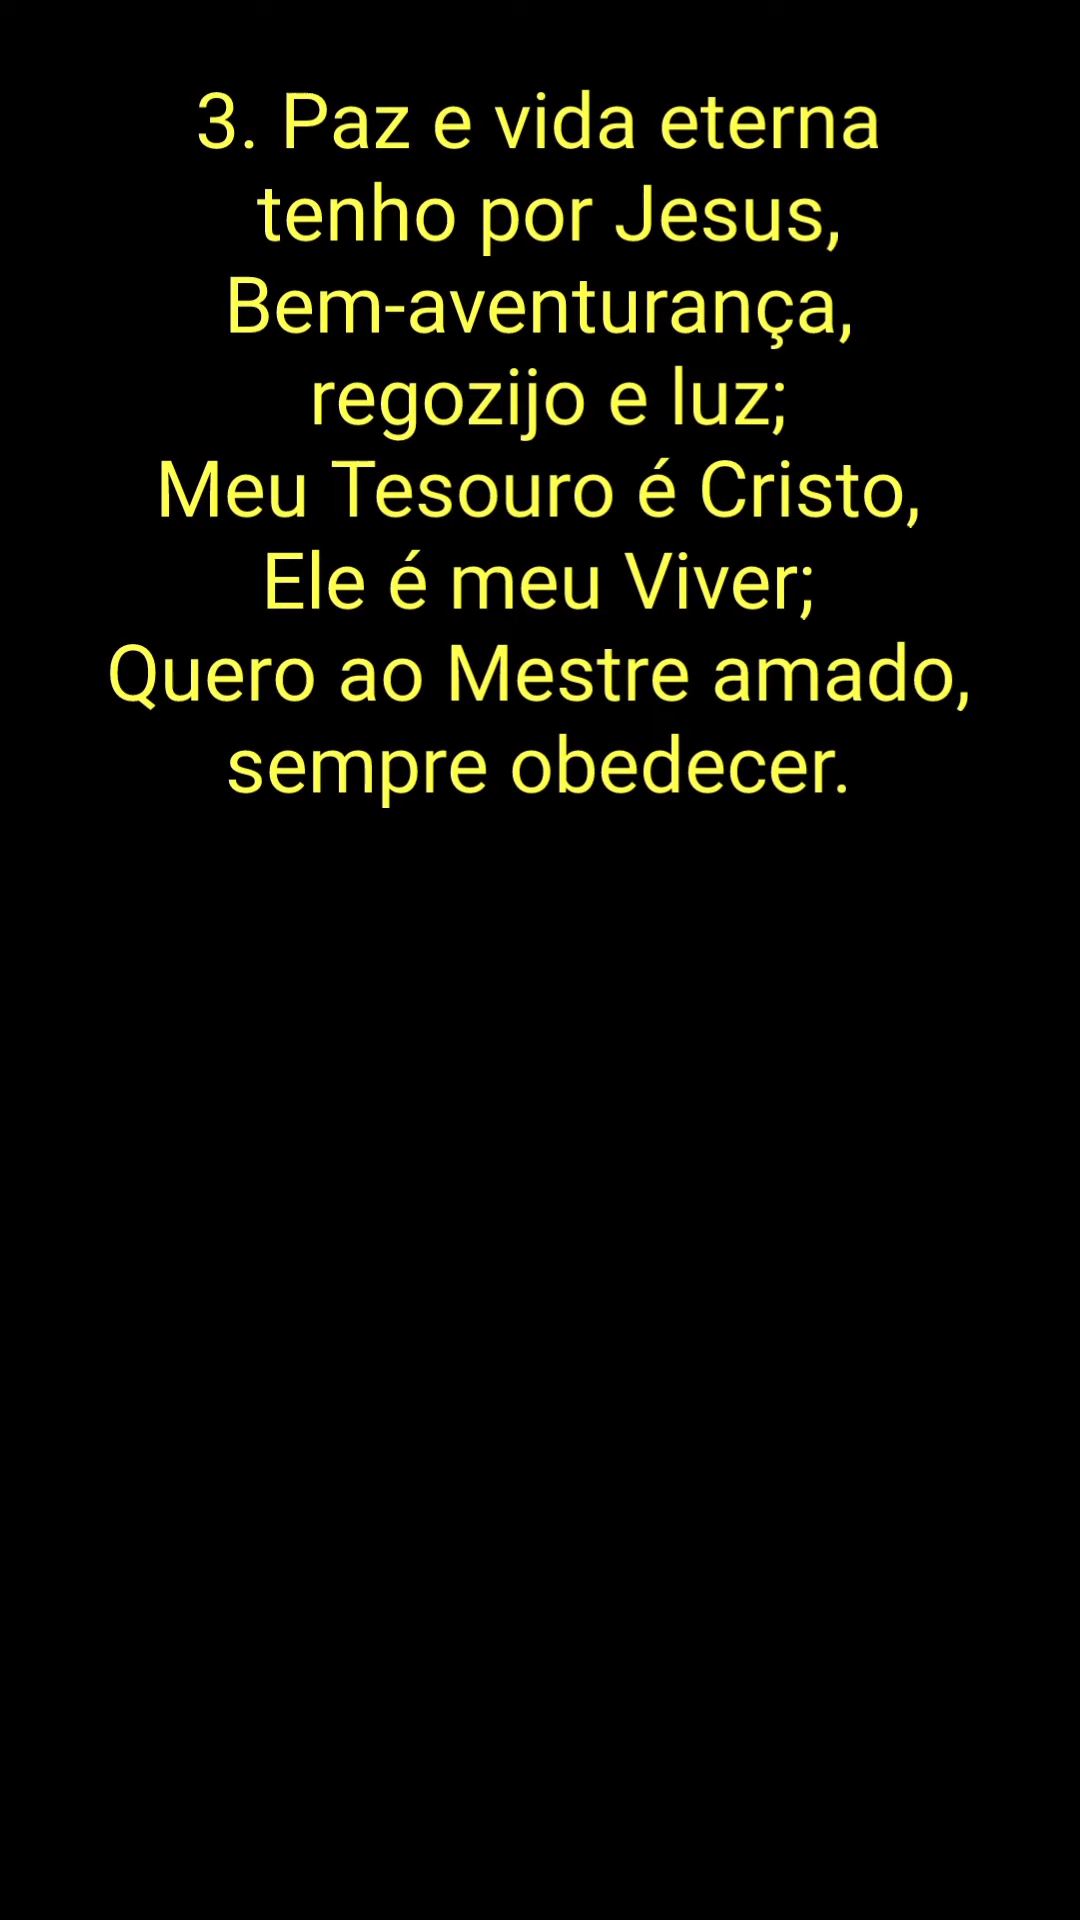 3. Paz e vida eterna
tenho por Jesus,
Bem-aventurança,
regozijo e luz;
Meu Tesouro é Cristo,
Ele é meu Viver;
Quero ao Mestre amado,
sempre obedecer.